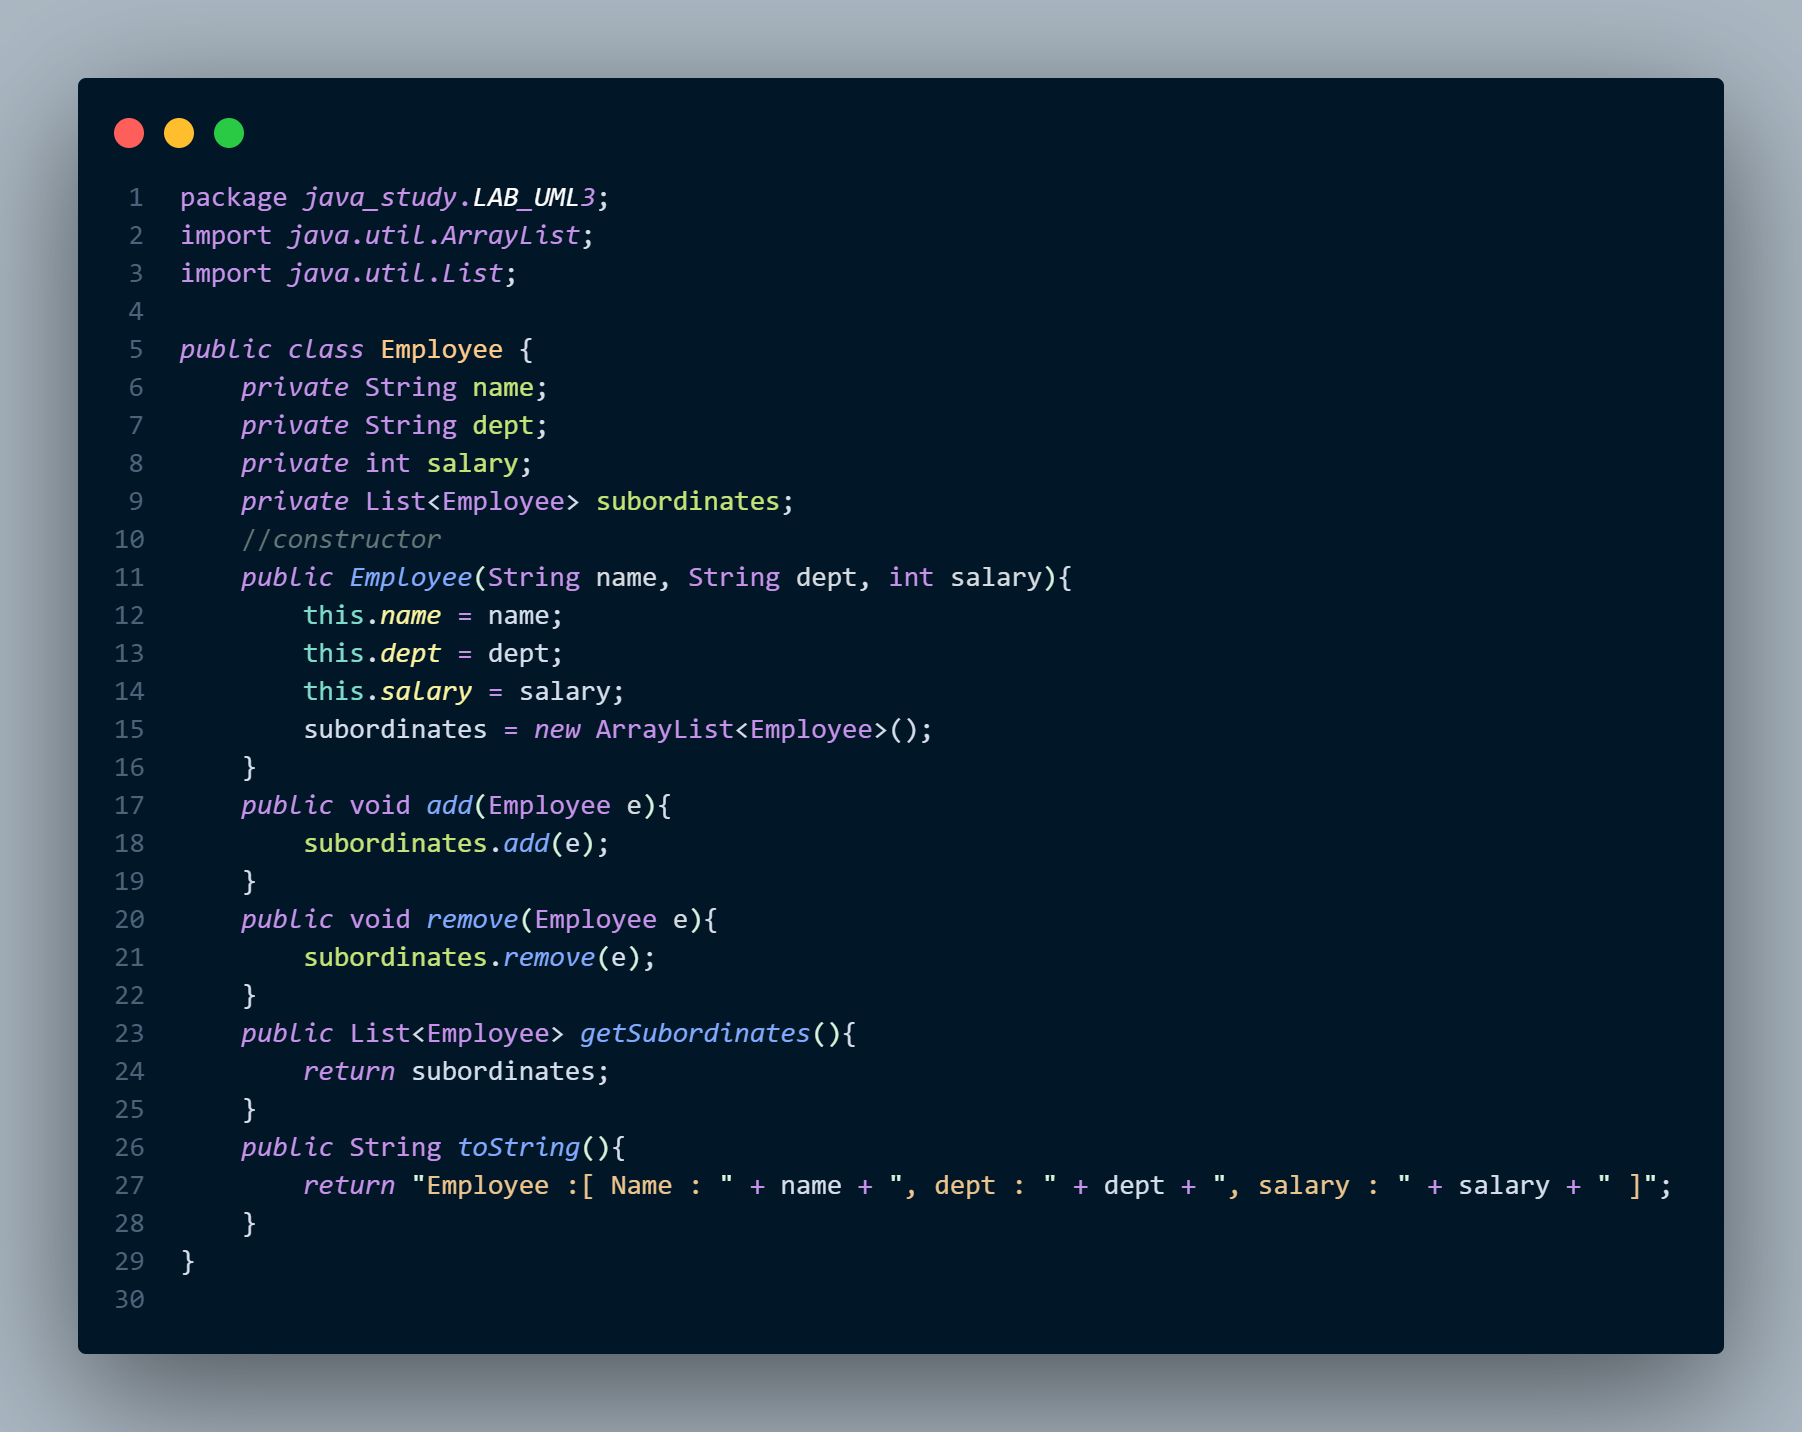 1 package java_study.LAB_UML3;
2 import java.util.ArrayList;
3 import java.util.List;
4
5 public class Employee {
6     private String name;
7     private String dept;
8     private int salary;
9     private List<Employee> subordinates;
10     //constructor
11     public Employee(String name, String dept, int salary){
12         this.name = name;
13         this.dept = dept;
14         this.salary = salary;
15         subordinates = new ArrayList<Employee>();
16     }
17     public void add(Employee e){
18         subordinates.add(e);
19     }
20     public void remove(Employee e){
21         subordinates.remove(e);
22     }
23     public List<Employee> getSubordinates(){
24         return subordinates;
25     }
26     public String toString(){
27         return "Employee :[ Name : " + name + ", dept : " + dept + ", salary : " + salary + " ]";
28     }
29 }
30